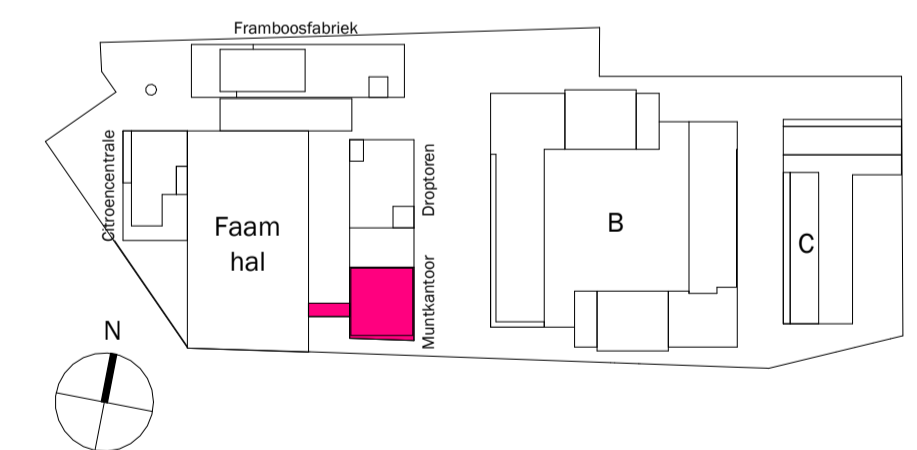 Framboosfabriek
Citroencentrale
Faam
hal
Droptoren
Muntkantoor
B
C
N